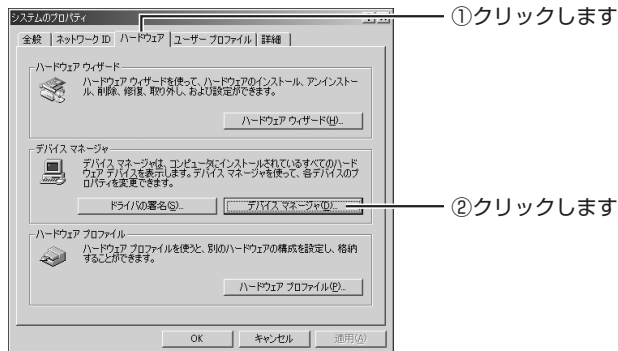 システムのプロパティ
①クリックします
全般 ネットワーク ID ハードウェア ユーザー プロファイル 詳細
ハードウェア ウィザード
ハードウェア ウィザードを使って、ハードウェアのインストール、アンインストー
ル、削除、修復、取り外し、および設定ができます。
ハードウェア ウィザード(H)...
デバイス マネージャ
デバイス マネージャは、コンピュータにインストールされているすべてのハード
ウェア デバイスを表示します。デバイス マネージャを使って、各デバイスのプ
ロパティを変更できます。
ドライバの署名(S)... デバイス マネージャ(D)...
②クリックします
ハードウェア プロファイル
ハードウェア プロファイルを使うと、別のハードウェアの構成を設定し、格納
することができます。
ハードウェア プロファイル(P)...
OK キャンセル 適用(A)